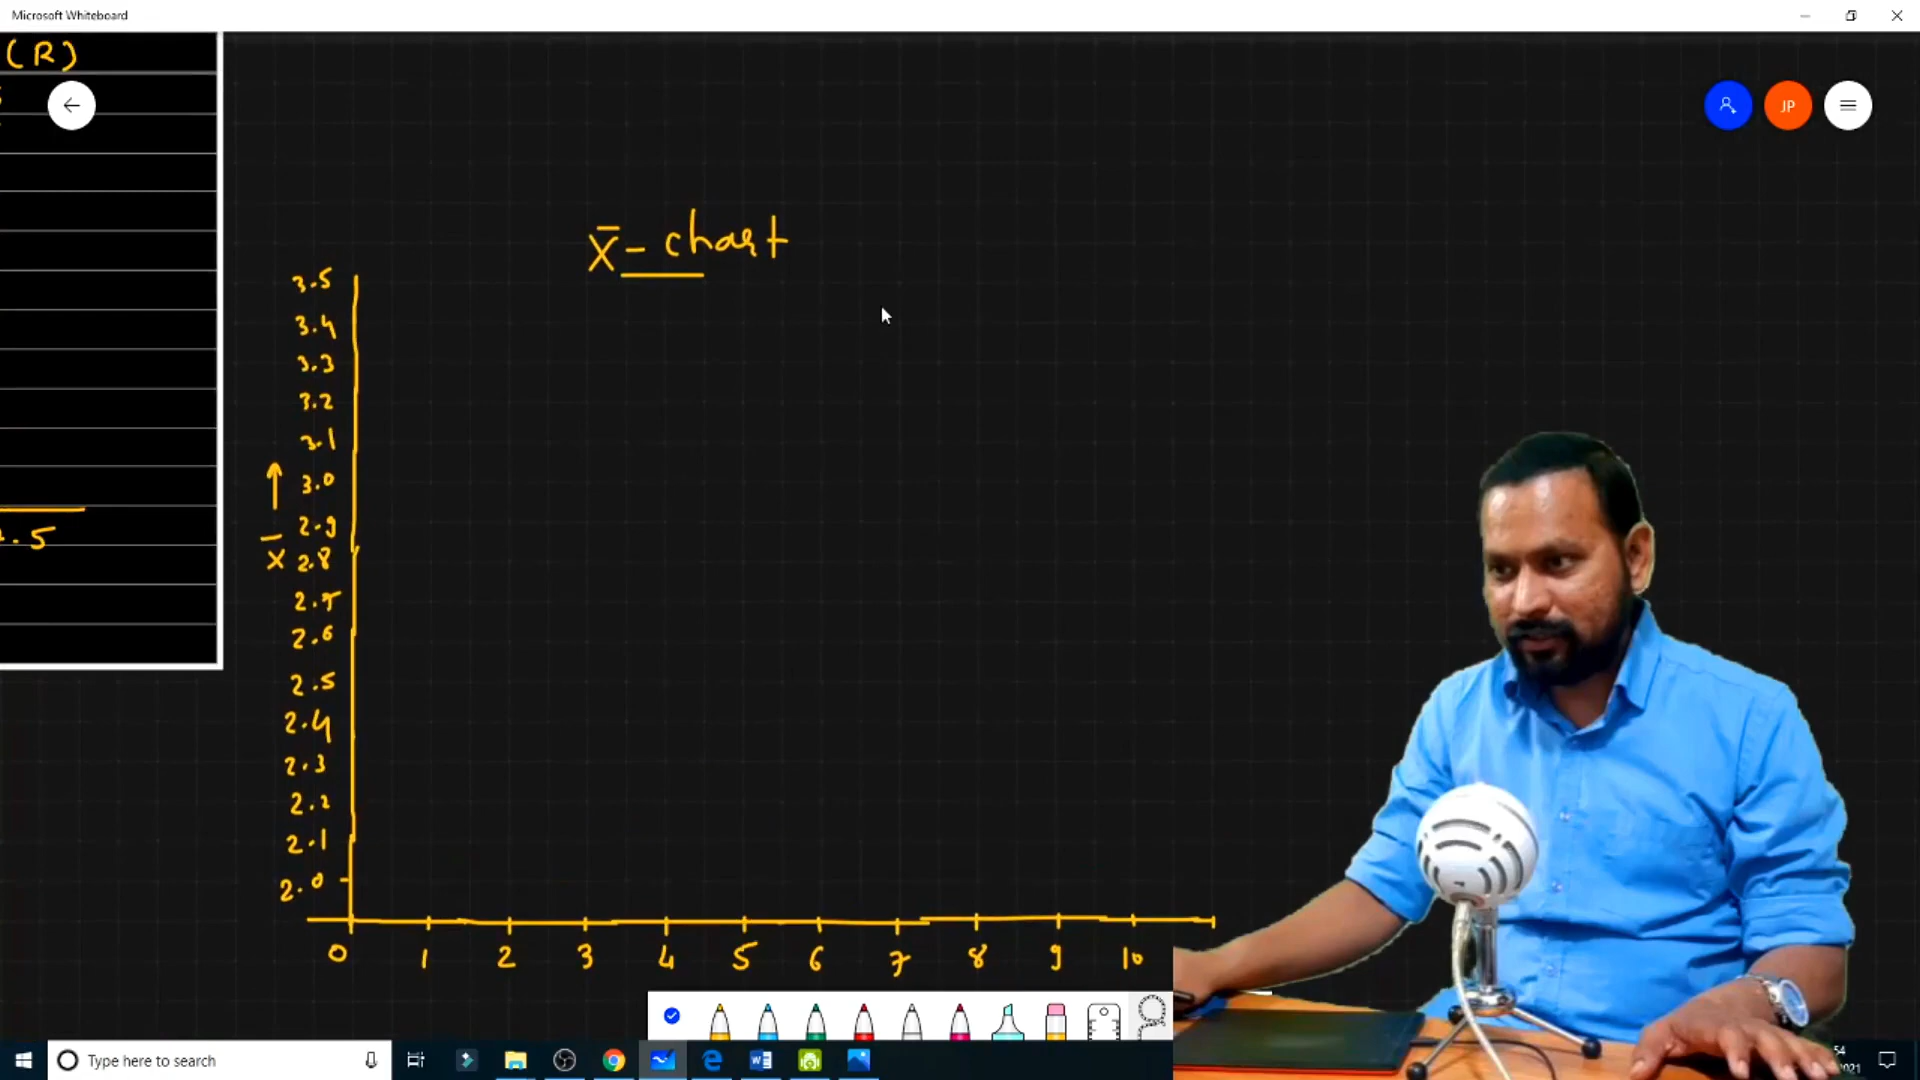 Microsoft Whiteboard
(R)
JP
X̄ - chart
3.5
3.4
3.3
3.2
3.1
3.0
2.9
X̄
2.8
2.7
2.6
2.5
2.4
2.3
2.2
2.1
2.0
.5
0 1 2 3 4 5 6 7 8 9 10
Type here to search